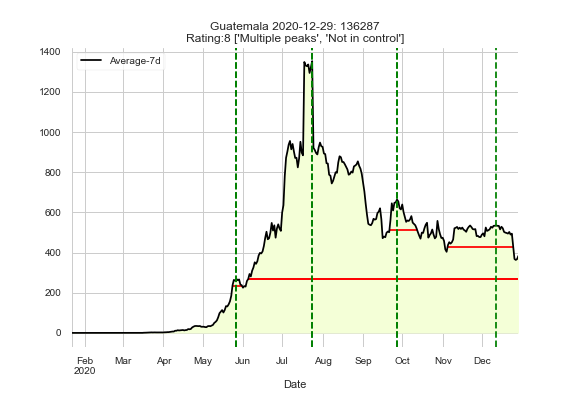 Guatemala 2020-12-29: 136287
Rating:8 ['Multiple peaks', 'Not in control']
Average-7d
1400
1200
1000
800
600
400
200
0
Feb Mar Apr May Jun Jul Aug Sep Oct Nov Dec
2020
Date